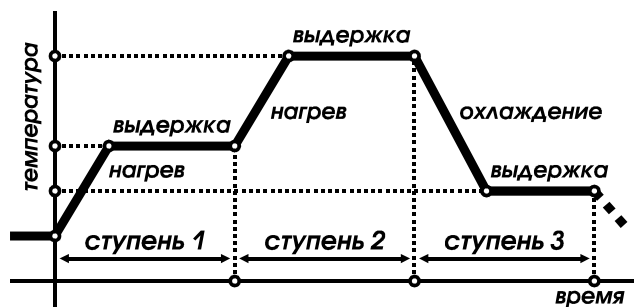 температура
выдержка
нагрев
охлаждение
выдержка
нагрев
выдержка
ступень 1
ступень 2
ступень 3
время